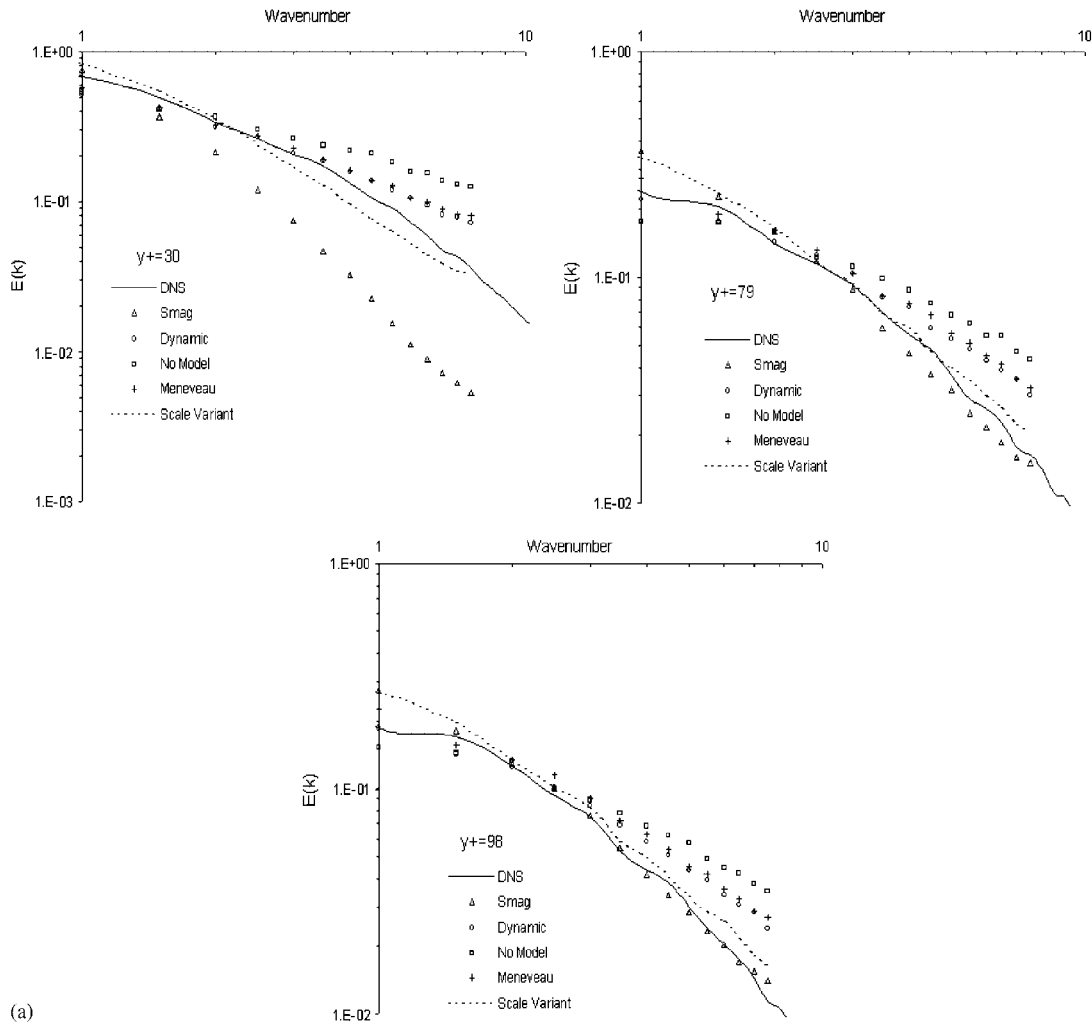 Wavenumber
1 10
1.E+00
1.E-01
1.E-02
1.E-03
E(k)
y+=30
DNS
Smag
Dynamic
No Model
Meneveau
Scale Variant
Wavenumber
1 10
1.E+00
1.E-01
1.E-02
E(k)
y+=79
DNS
Smag
Dynamic
No Model
Meneveau
Scale Variant
Wavenumber
1 10
1.E+00
1.E-01
1.E-02
E(k)
y+=98
DNS
Smag
Dynamic
No Model
Meneveau
Scale Variant
(a)